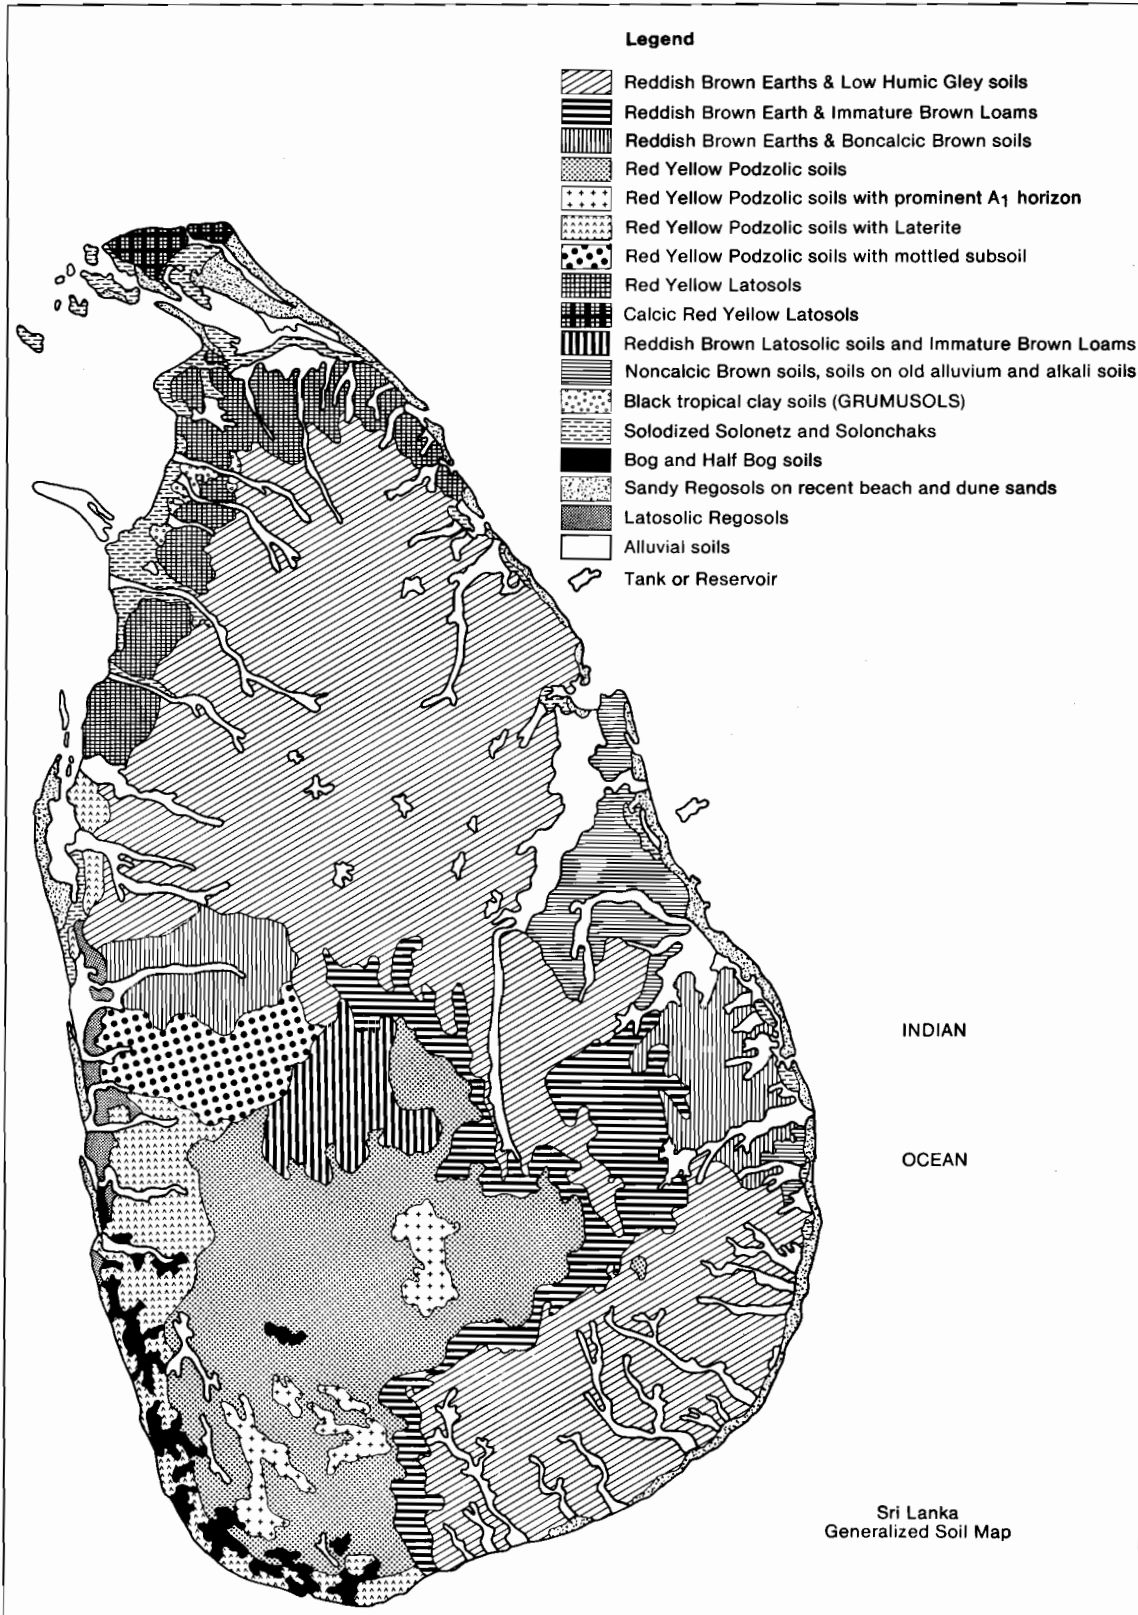 Legend
Reddish Brown Earths & Low Humic Gley soils
Reddish Brown Earth & Immature Brown Loams
Reddish Brown Earths & Boncalcic Brown soils
Red Yellow Podzolic soils
Red Yellow Podzolic soils with prominent A1 horizon
Red Yellow Podzolic soils with Laterite
Red Yellow Podzolic soils with mottled subsoil
Red Yellow Latosols
Calcic Red Yellow Latosols
Reddish Brown Latosolic soils and Immature Brown Loams
Noncalcic Brown soils, soils on old alluvium and alkali soils
Black tropical clay soils (GRUMUSOLS)
Solodized Solonetz and Solonchaks
Bog and Half Bog soils
Sandy Regosols on recent beach and dune sands
Latosolic Regosols
Alluvial soils
Tank or Reservoir
INDIAN
OCEAN
Sri Lanka
Generalized Soil Map